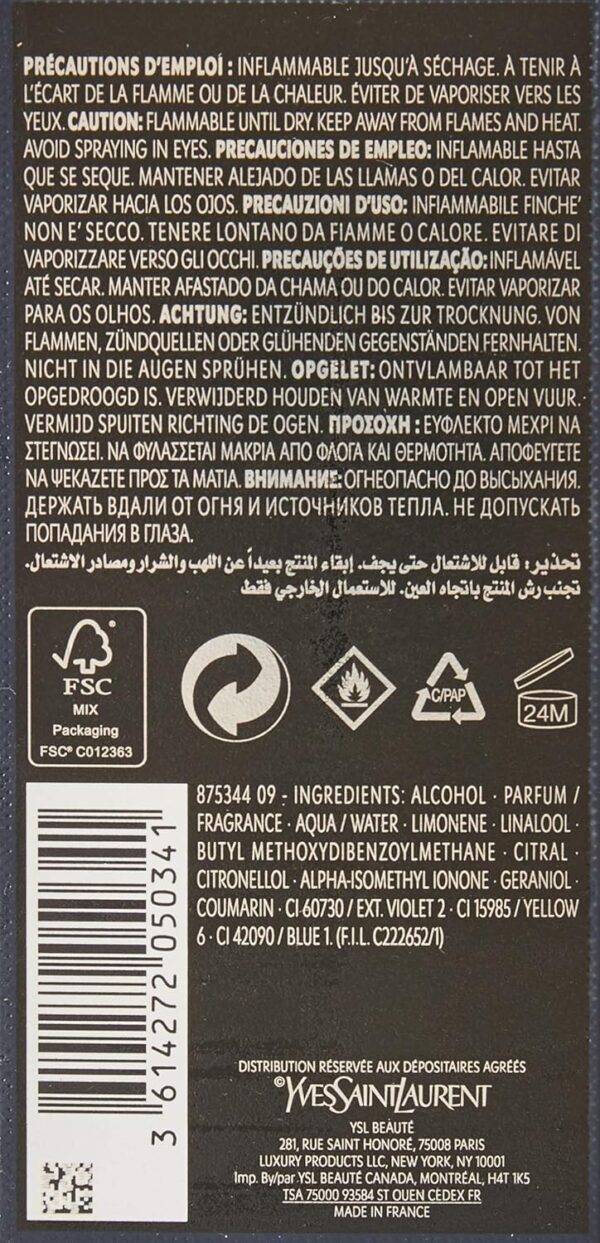 PRÉCAUTIONS D'EMPLOI : INFLAMMABLE JUSQU'À SÉCHAGE. À TENIR À
L'ÉCART DE LA FLAMME OU DE LA CHALEUR. ÉVITER DE VAPORISER VERS LES
YEUX. CAUTION: FLAMMABLE UNTIL DRY. KEEP AWAY FROM FLAMES AND HEAT.
AVOID SPRAYING IN EYES. PRECAUCIONES DE EMPLEO: INFLAMABLE HASTA
QUE SE SEQUE. MANTENER ALEJADO DE LAS LLAMAS O DEL CALOR. EVITAR
VAPORIZAR HACIA LOS OJOS. PRECAUZIONI D'USO: INFIAMMABILE FINCHE'
NON E' SECCO. TENERE LONTANO DA FIAMME O CALORE. EVITARE DI
VAPORIZZARE VERSO GLI OCCHI. PRECAUÇÕES DE UTILIZAÇÃO: INFLAMÁVEL
ATÉ SECAR. MANTER AFASTADO DA CHAMA OU DO CALOR. EVITAR VAPORIZAR
PARA OS OLHOS. ACHTUNG: ENTZÜNDLICH BIS ZUR TROCKNUNG. VON
FLAMMEN, ZÜNDQUELLEN ODER GLÜHENDEN GEGENSTÄNDEN FERNHALTEN.
NICHT IN DIE AUGEN SPRÜHEN. OPGELET: ONTVLAMBAAR TOT HET
OPGEDROOGD IS. VERWIJDERD HOUDEN VAN WARMTE EN OPEN VUUR.
VERMIJD SPUITEN RICHTING DE OGEN. ΠΡΟΣΟΧΗ : ΕΥΦΛΕΚΤΟ ΜΕΧΡΙ ΝΑ
ΣΤΕΓΝΩΣΕΙ. ΝΑ ΦΥΛΑΣΣΕΤΑΙ ΜΑΚΡΙΑ ΑΠΟ ΦΛΟΓΑ ΚΑΙ ΘΕΡΜΟΤΗΤΑ. ΑΠΟΦΕΥΓΕΤΕ
ΝΑ ΨΕΚΑΖΕΤΕ ΠΡΟΣ ΤΑ ΜΑΤΙΑ. ВНИМАНИЕ: ОГНЕОПАСНО ДО ВЫСЫХАНИЯ.
ДЕРЖАТЬ ВДАЛИ ОТ ОГНЯ И ИСТОЧНИКОВ ТЕПЛА. НЕ ДОПУСКАТЬ
ПОПАДАНИЯ В ГЛАЗА.
تحذير: قابل للاشتعال حتى يجف. إبقاء المنتج بعيداً عن اللهب والشرار ومصادر الاشتعال.
تجنب رش المنتج باتجاه العين. للاستعمال الخارجي فقط
FSC
MIX
Packaging
FSC® C012363
C/PAP
24M
875344 09 - INGREDIENTS: ALCOHOL · PARFUM /
FRAGRANCE · AQUA / WATER · LIMONENE · LINALOOL ·
BUTYL METHOXYDIBENZOYLMETHANE · CITRAL ·
CITRONELLOL · ALPHA-ISOMETHYL IONONE · GERANIOL ·
COUMARIN · CI 60730 / EXT. VIOLET 2 · CI 15985 / YELLOW
6 · CI 42090 / BLUE 1. (F.I.L. C222652/1)
3 614272 050341
DISTRIBUTION RÉSERVÉE AUX DÉPOSITAIRES AGRÉÉS
©YVESSAINTLAURENT
YSL BEAUTÉ
281, RUE SAINT HONORÉ, 75008 PARIS
LUXURY PRODUCTS LLC, NEW YORK, NY 10001
Imp. By/par YSL BEAUTÉ CANADA, MONTRÉAL, H4T 1K5
TSA 75000 93584 ST OUEN CEDEX FR
MADE IN FRANCE